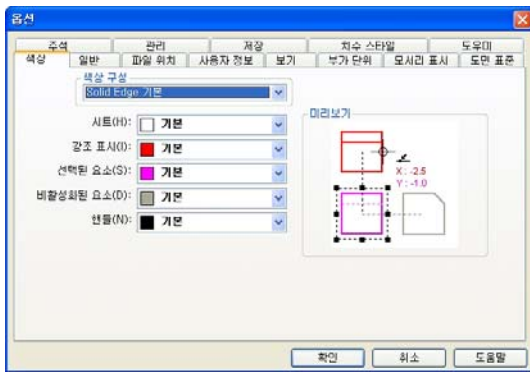 옵션
주석 관리 저장 치수 스타일 도우미
색상 일반 파일 위치 사용자 정보 보기 부가 단위 모서리 표시 도면 표준
색상 구성
Solid Edge 기본
시트(H): 기본
강조 표시(I): 기본
선택된 요소(S): 기본
비활성화된 요소(D): 기본
핸들(N): 기본
미리보기
X : -2.5
Y : -1.0
확인 취소 도움말